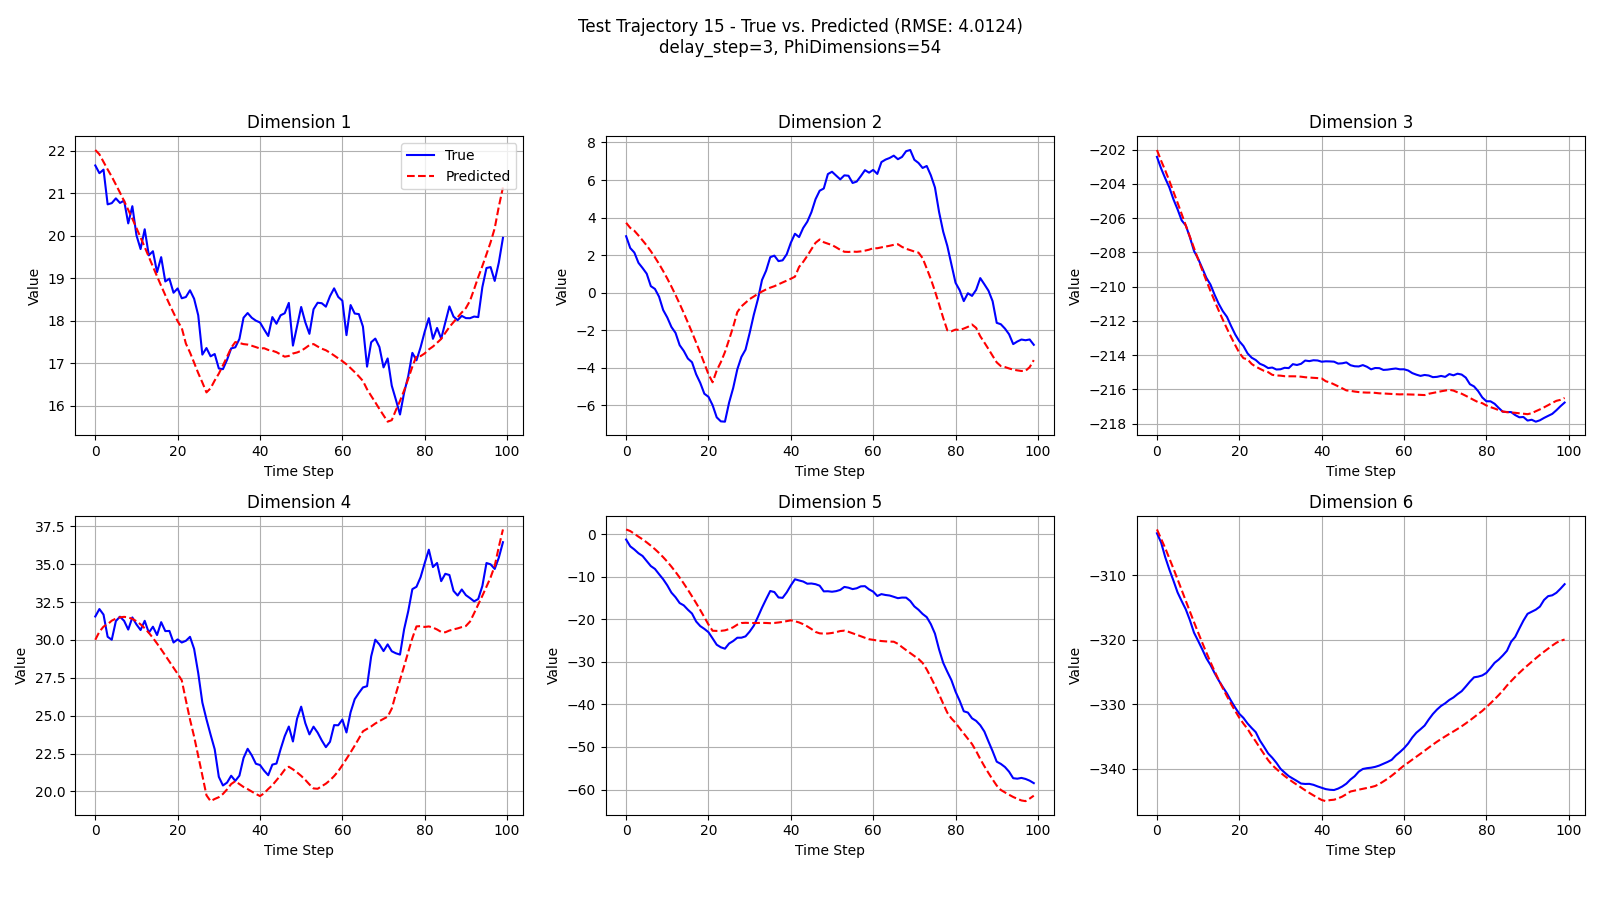 Test Trajectory 15 - True vs. Predicted (RMSE: 4.0124)
delay_step=3, PhiDimensions=54
Dimension 1
Value
22
21
20
19
18
17
16
0 20 40 60 80 100
Time Step
True
Predicted
Dimension 2
Value
8
6
4
2
0
−2
−4
−6
0 20 40 60 80 100
Time Step
Dimension 3
Value
−202
−204
−206
−208
−210
−212
−214
−216
−218
0 20 40 60 80 100
Time Step
Dimension 4
Value
37.5
35.0
32.5
30.0
27.5
25.0
22.5
20.0
0 20 40 60 80 100
Time Step
Dimension 5
Value
0
−10
−20
−30
−40
−50
−60
0 20 40 60 80 100
Time Step
Dimension 6
Value
−310
−320
−330
−340
0 20 40 60 80 100
Time Step